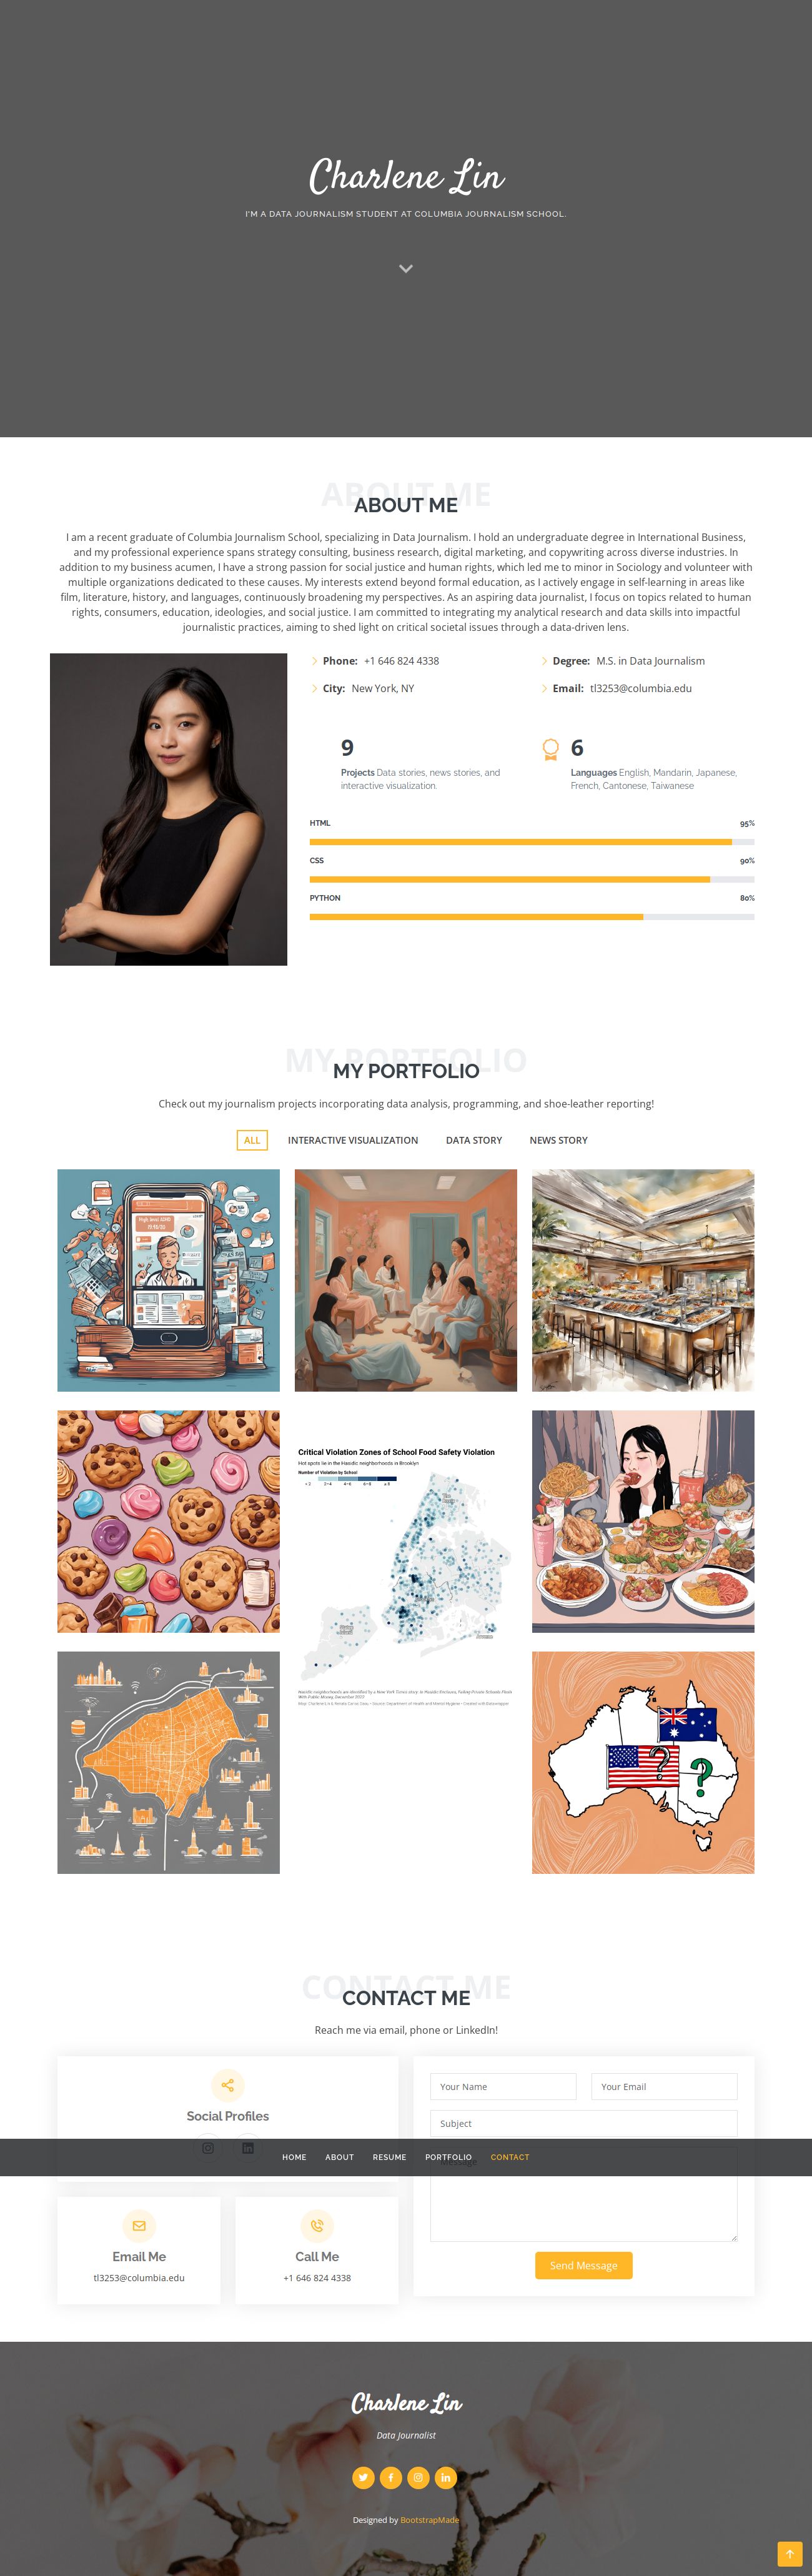 Charlene Lin
I'M A DATA JOURNALISM STUDENT AT COLUMBIA JOURNALISM SCHOOL.
ABOUT ME
ABOUT ME
I am a recent graduate of Columbia Journalism School, specializing in Data Journalism. I hold an undergraduate degree in International Business,
and my professional experience spans strategy consulting, business research, digital marketing, and copywriting across diverse industries. In
addition to my business acumen, I have a strong passion for social justice and human rights, which led me to minor in Sociology and volunteer with
multiple organizations dedicated to these causes. My interests extend beyond formal education, as I actively engage in self-learning in areas like
film, literature, history, and languages, continuously broadening my perspectives. As an aspiring data journalist, I focus on topics related to human
rights, consumers, education, ideologies, and social justice. I am committed to integrating my analytical research and data skills into impactful
journalistic practices, aiming to shed light on critical societal issues through a data-driven lens.
Phone: +1 646 824 4338
Degree: M.S. in Data Journalism
City: New York, NY
Email: tl3253@columbia.edu
9
Projects Data stories, news stories, and
interactive visualization.
6
Languages English, Mandarin, Japanese,
French, Cantonese, Taiwanese
HTML 95%
CSS 90%
PYTHON 80%
MY PORTFOLIO
MY PORTFOLIO
Check out my journalism projects incorporating data analysis, programming, and shoe-leather reporting!
ALL INTERACTIVE VISUALIZATION DATA STORY NEWS STORY
Critical Violation Zones of School Food Safety Violation
Hot spots lie in the Hasidic neighborhoods in Brooklyn
Number of Violation by School
CONTACT ME
CONTACT ME
Reach me via email, phone or LinkedIn!
Social Profiles
Your Name
Your Email
Subject
HOME ABOUT RESUME PORTFOLIO CONTACT
Email Me
tl3253@columbia.edu
Call Me
+1 646 824 4338
Send Message
Charlene Lin
Data Journalist
Designed by BootstrapMade